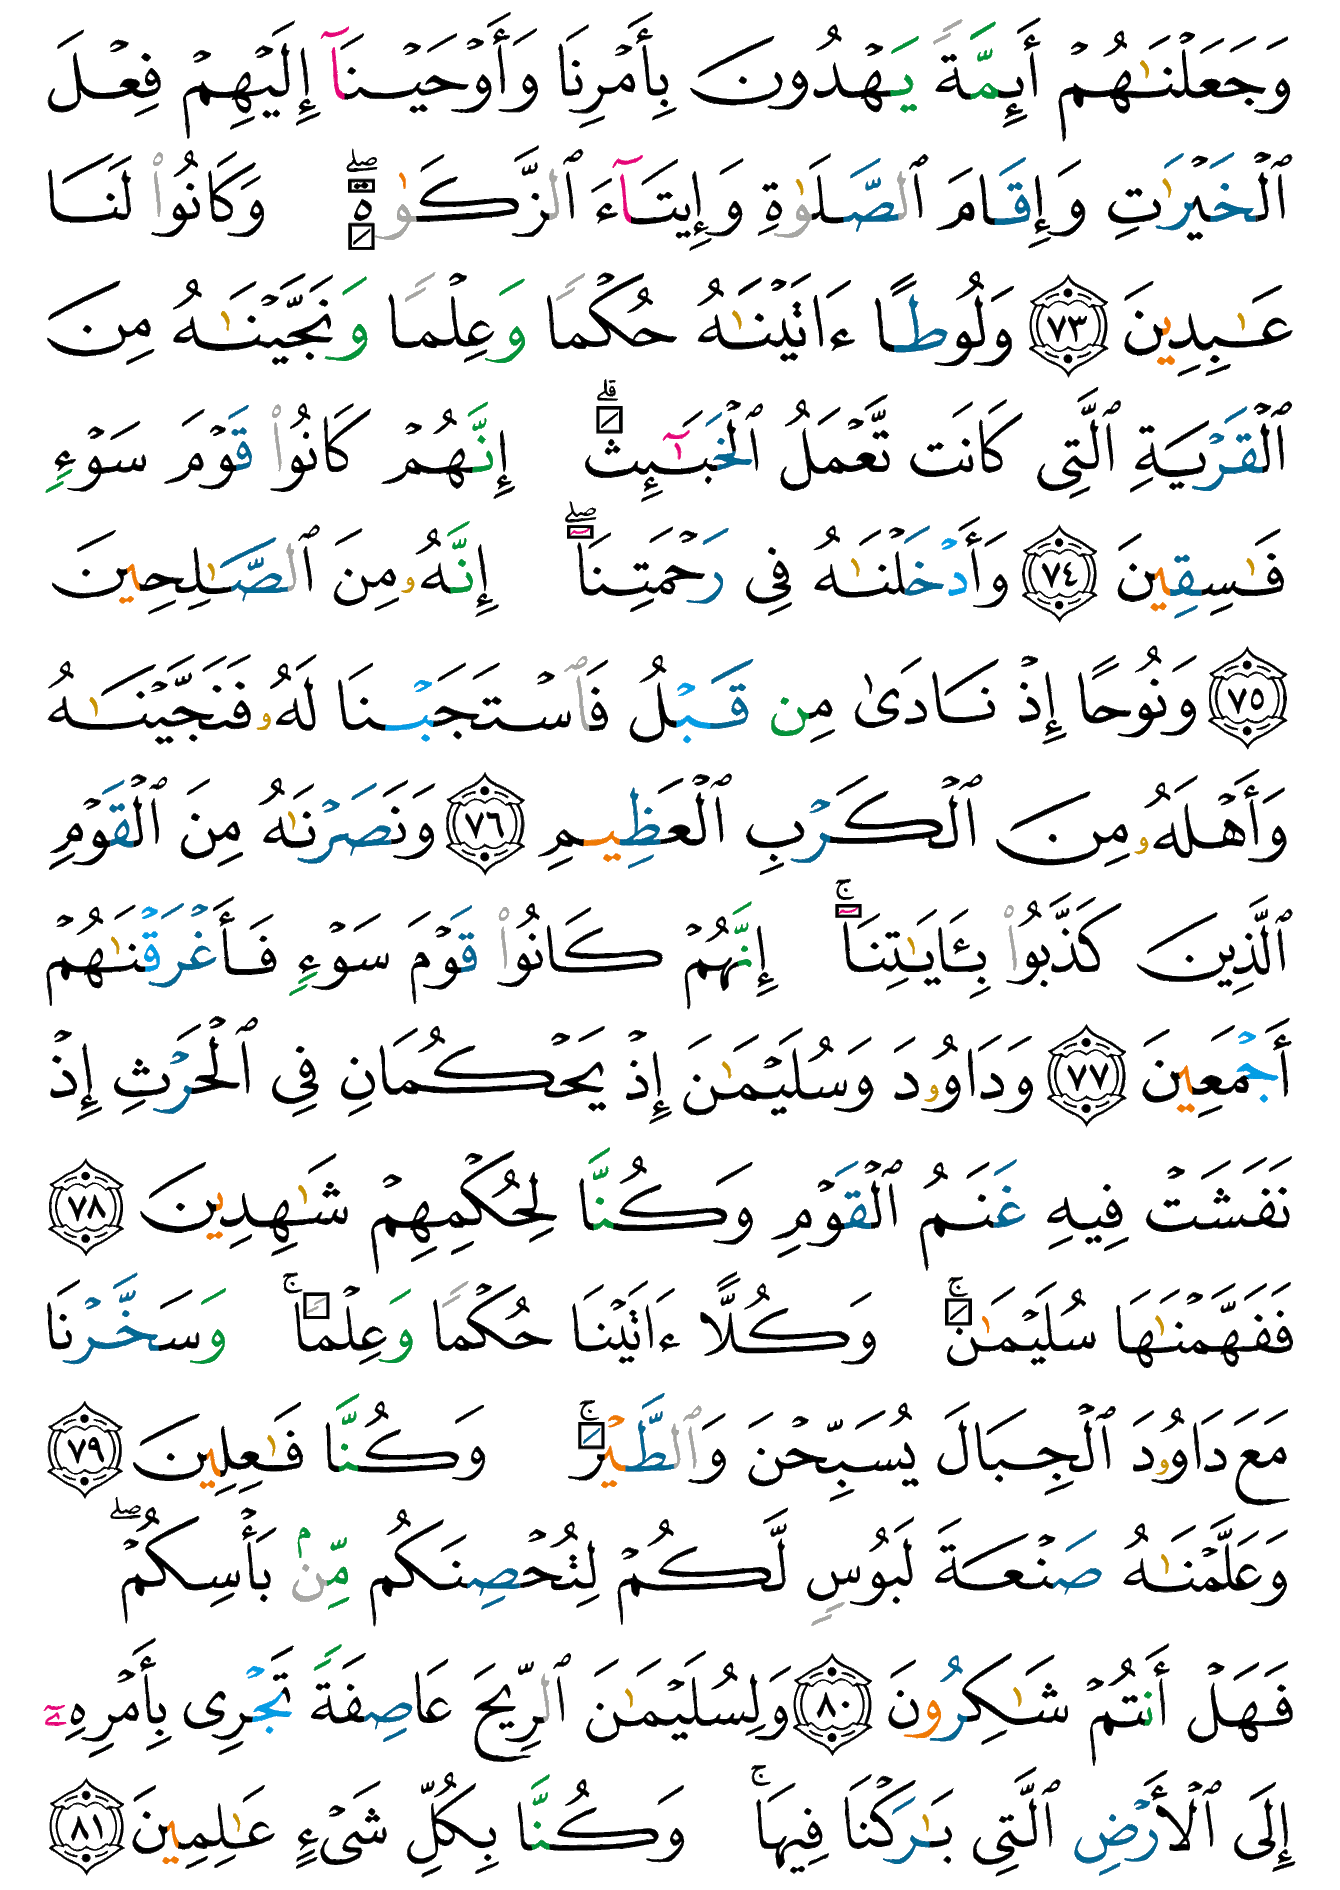 وَجَعَلْنَـٰهُمْ أَئِمَّةً يَهْدُونَ بِأَمْرِنَا وَأَوْحَيْنَآ إِلَيْهِمْ فِعْلَ
ٱلْخَيْرَٰتِ وَإِقَامَ ٱلصَّلَوٰةِ وَإِيتَآءَ ٱلزَّكَوٰةِ ۖ وَكَانُوا۟ لَنَا
عَـٰبِدِينَ ﴿٧٣﴾ وَلُوطًا ءَاتَيْنَـٰهُ حُكْمًا وَعِلْمًا وَنَجَّيْنَـٰهُ مِنَ
ٱلْقَرْيَةِ ٱلَّتِى كَانَت تَّعْمَلُ ٱلْخَبَـٰٓئِثَ ۗ إِنَّهُمْ كَانُوا۟ قَوْمَ سَوْءٍ
فَـٰسِقِينَ ﴿٧٤﴾ وَأَدْخَلْنَـٰهُ فِى رَحْمَتِنَآ ۖ إِنَّهُۥ مِنَ ٱلصَّـٰلِحِينَ
﴿٧٥﴾ وَنُوحًا إِذْ نَادَىٰ مِن قَبْلُ فَٱسْتَجَبْنَا لَهُۥ فَنَجَّيْنَـٰهُ
وَأَهْلَهُۥ مِنَ ٱلْكَرْبِ ٱلْعَظِيمِ ﴿٧٦﴾ وَنَصَرْنَـٰهُ مِنَ ٱلْقَوْمِ
ٱلَّذِينَ كَذَّبُوا۟ بِـَٔايَـٰتِنَآ ۚ إِنَّهُمْ كَانُوا۟ قَوْمَ سَوْءٍ فَأَغْرَقْنَـٰهُمْ
أَجْمَعِينَ ﴿٧٧﴾ وَدَاوُۥدَ وَسُلَيْمَـٰنَ إِذْ يَحْكُمَانِ فِى ٱلْحَرْثِ إِذْ
نَفَشَتْ فِيهِ غَنَمُ ٱلْقَوْمِ وَكُنَّا لِحُكْمِهِمْ شَـٰهِدِينَ ﴿٧٨﴾
فَفَهَّمْنَـٰهَا سُلَيْمَـٰنَ ۚ وَكُلًّا ءَاتَيْنَا حُكْمًا وَعِلْمًا ۚ وَسَخَّرْنَا
مَعَ دَاوُۥدَ ٱلْجِبَالَ يُسَبِّحْنَ وَٱلطَّيْرَ ۚ وَكُنَّا فَـٰعِلِينَ ﴿٧٩﴾
وَعَلَّمْنَـٰهُ صَنْعَةَ لَبُوسٍ لَّكُمْ لِتُحْصِنَكُم مِّنۢ بَأْسِكُمْ ۖ
فَهَلْ أَنتُمْ شَـٰكِرُونَ ﴿٨٠﴾ وَلِسُلَيْمَـٰنَ ٱلرِّيحَ عَاصِفَةً تَجْرِى بِأَمْرِهِۦٓ
إِلَى ٱلْأَرْضِ ٱلَّتِى بَـٰرَكْنَا فِيهَا ۚ وَكُنَّا بِكُلِّ شَىْءٍ عَـٰلِمِينَ ﴿٨١﴾